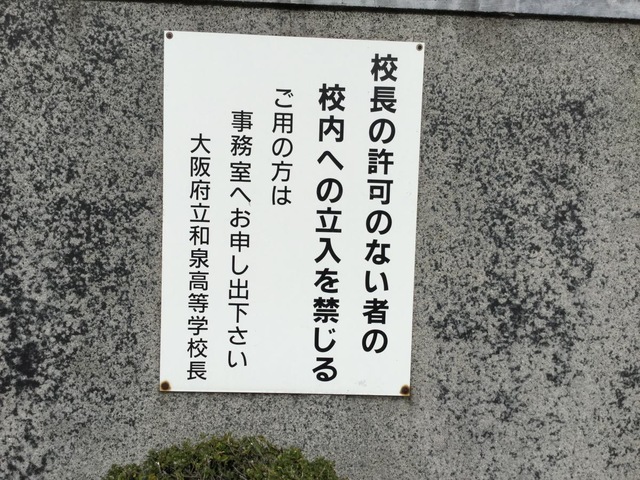 校長の許可のない者の
校内への立入を禁じる
ご用の方は
事務室へお申し出下さい
大阪府立和泉高等学校長